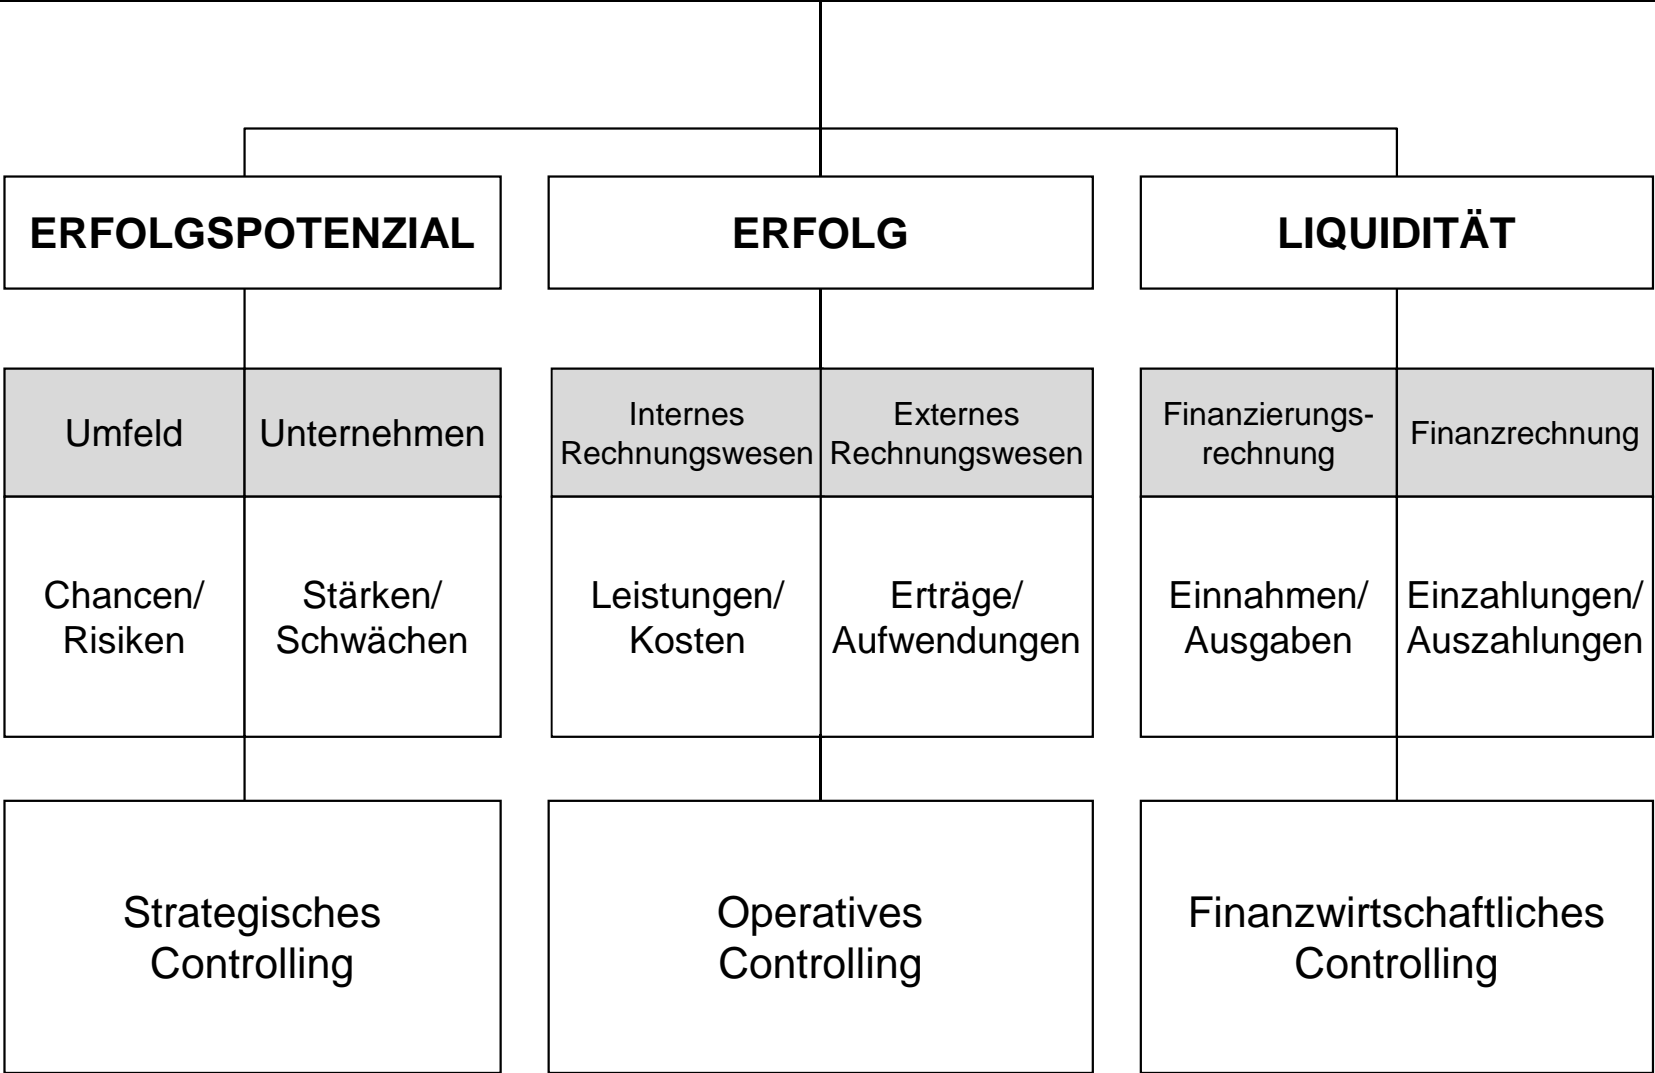 ERFOLGSPOTENZIAL
ERFOLG
LIQUIDITÄT
Umfeld
Unternehmen
Internes
Rechnungswesen
Externes
Rechnungswesen
Finanzierungs-
rechnung
Finanzrechnung
Chancen/
Risiken
Stärken/
Schwächen
Leistungen/
Kosten
Erträge/
Aufwendungen
Einnahmen/
Ausgaben
Einzahlungen/
Auszahlungen
Strategisches
Controlling
Operatives
Controlling
Finanzwirtschaftliches
Controlling